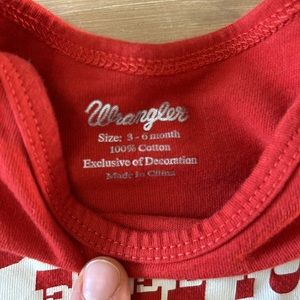 Wrangler
Size: 3 - 6 month
100% Cotton
Exclusive of Decoration
Made In China